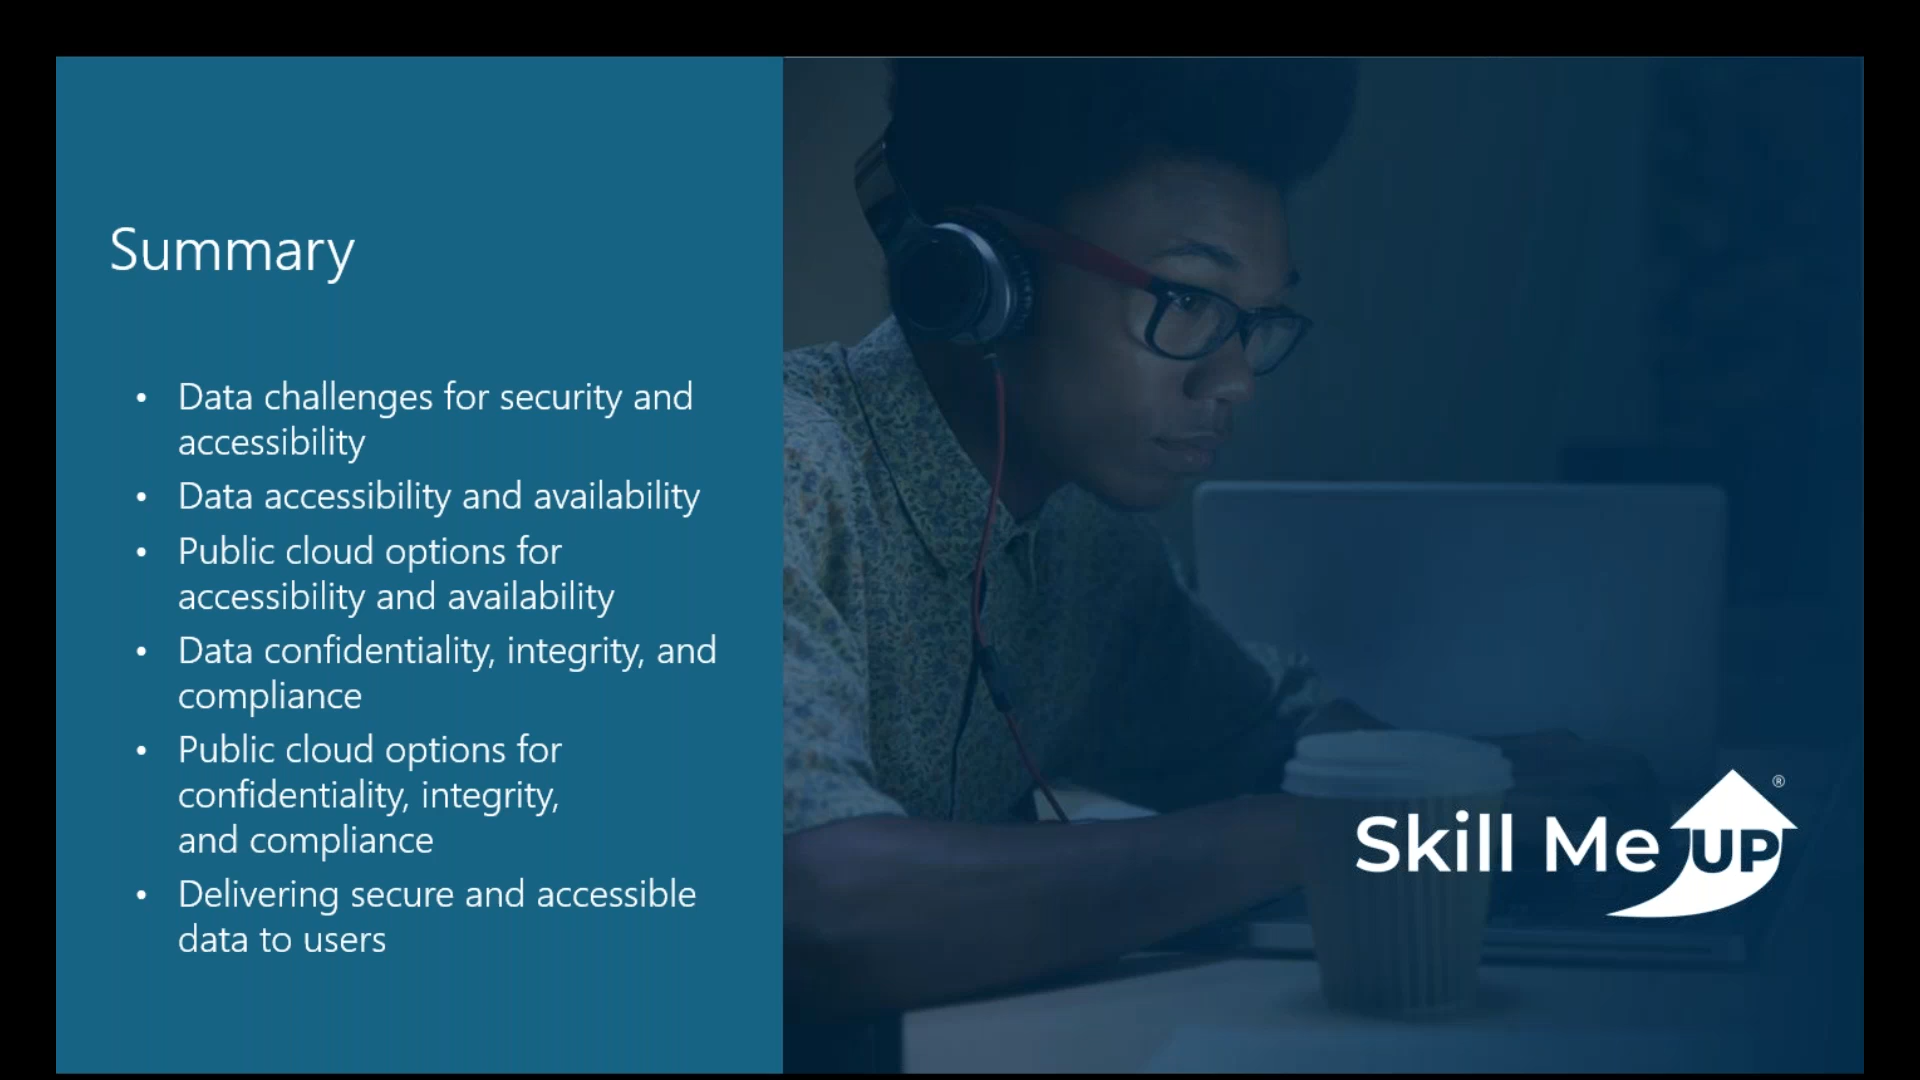 Summary
• Data challenges for security and
accessibility
• Data accessibility and availability
• Public cloud options for
accessibility and availability
• Data confidentiality, integrity, and
compliance
• Public cloud options for
confidentiality, integrity,
and compliance
• Delivering secure and accessible
data to users
Skill Me UP®